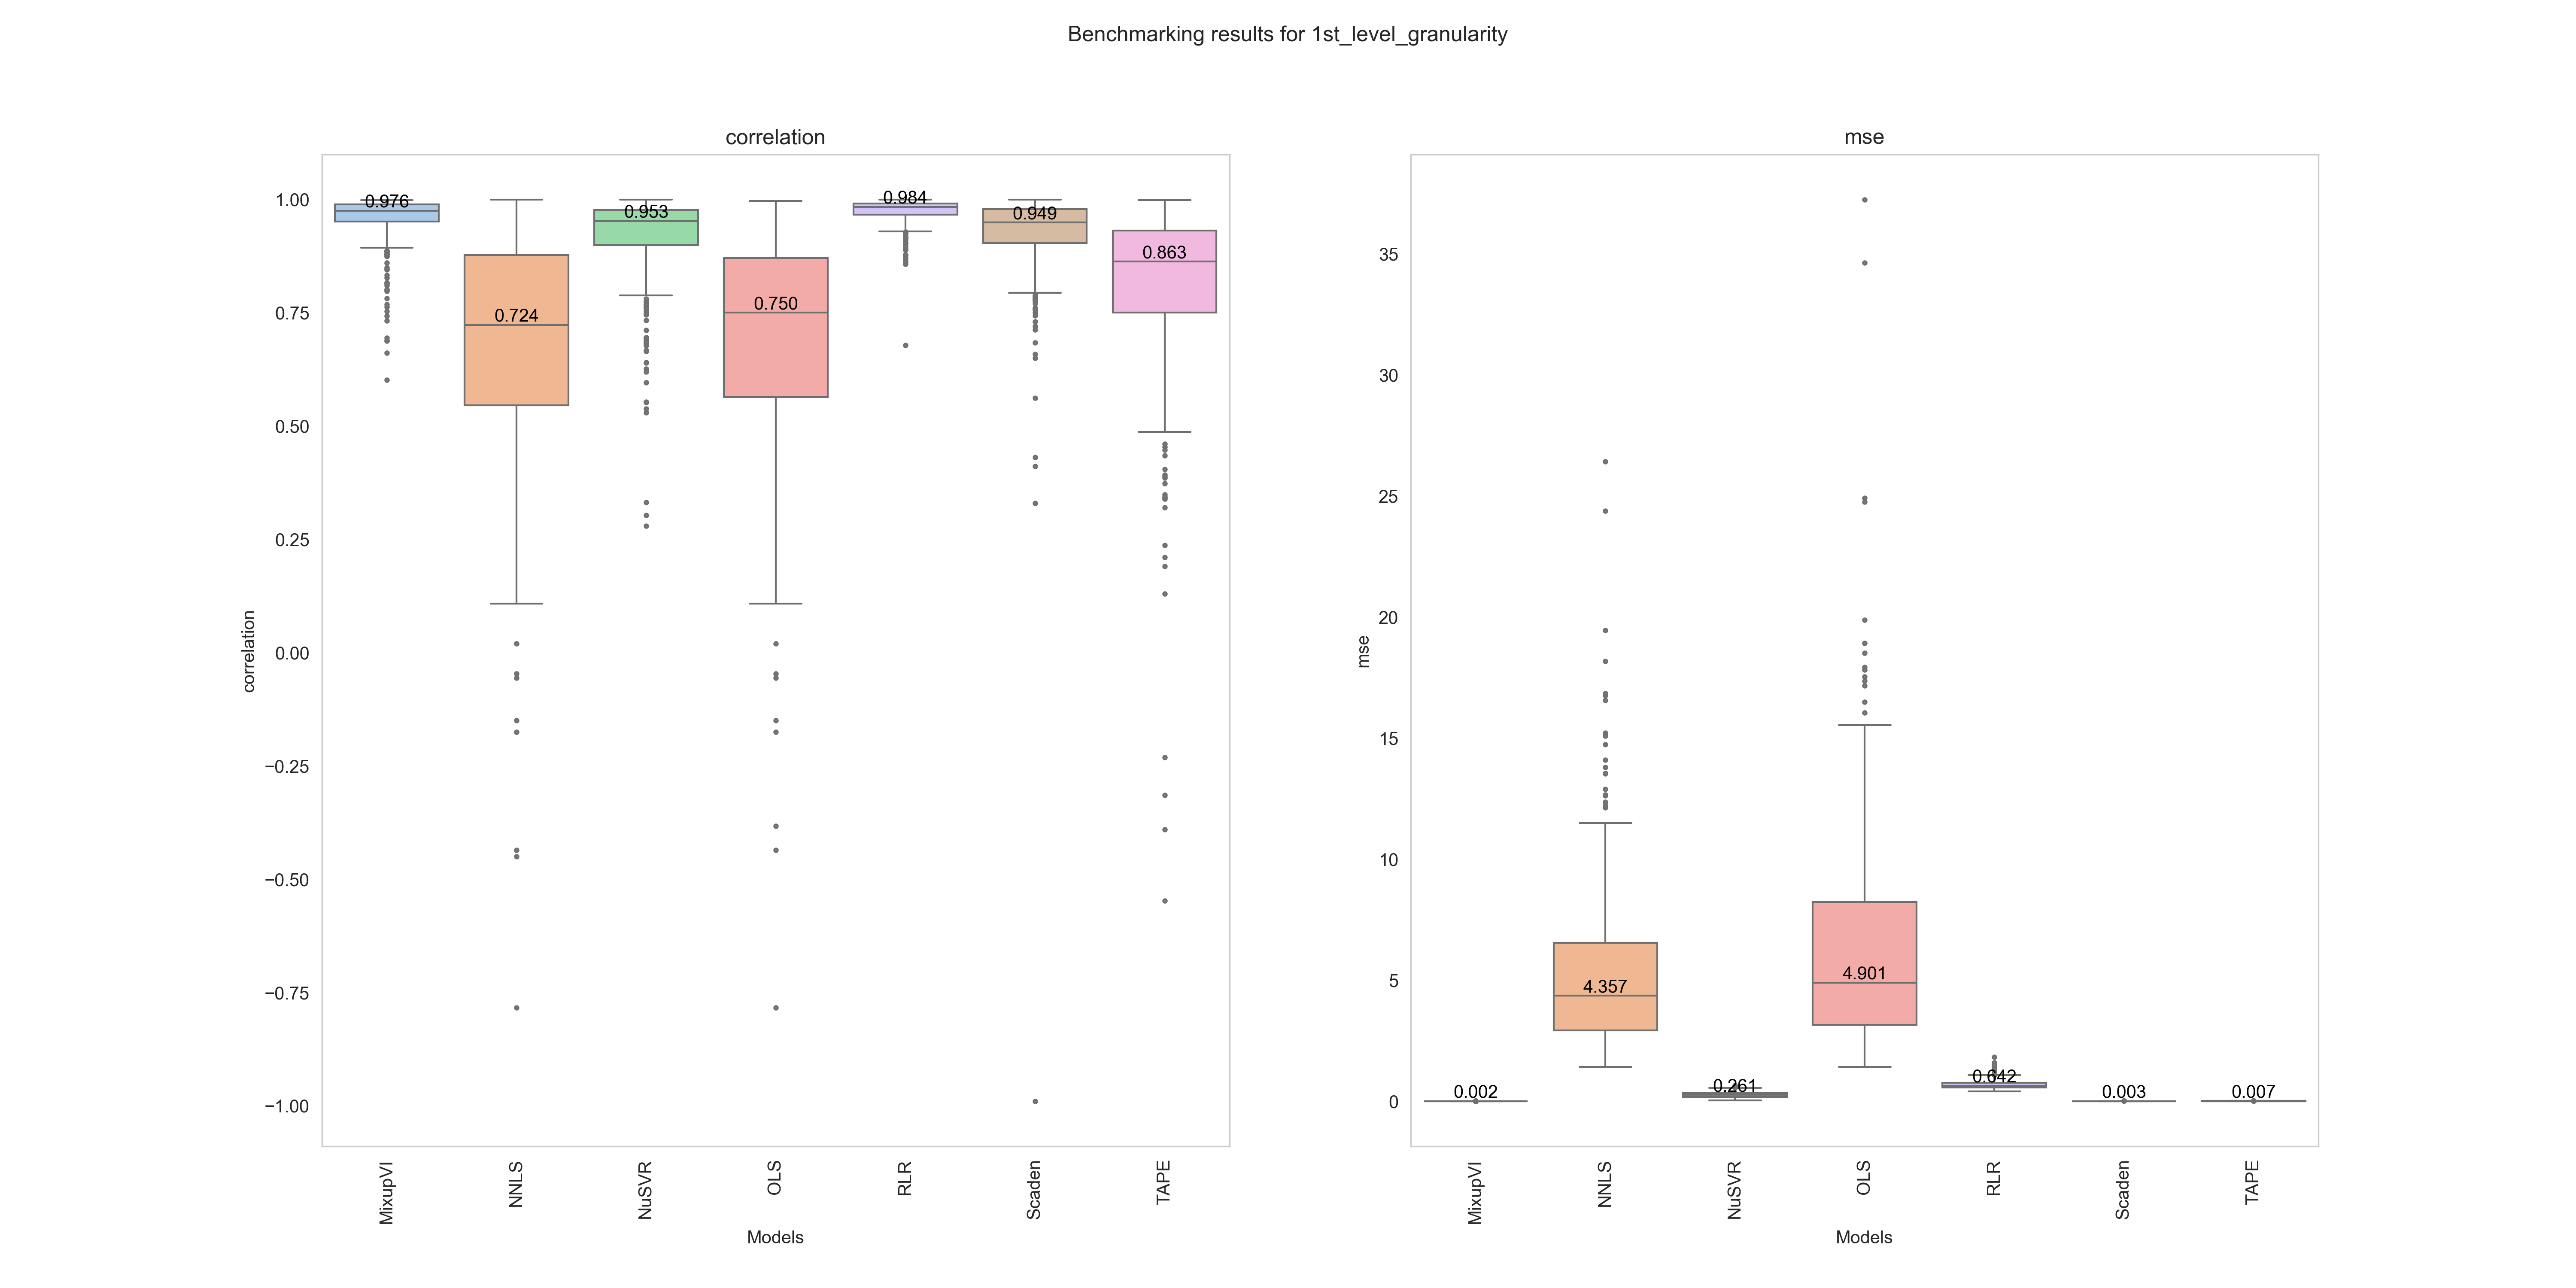 Benchmarking results for 1st_level_granularity
correlation
1.00
0.75
0.50
0.25
0.00
−0.25
−0.50
−0.75
−1.00
correlation
0.976
0.724
0.953
0.750
0.984
0.949
0.863
MixupVI
NNLS
NuSVR
OLS
RLR
Scaden
TAPE
Models
mse
35
30
25
20
15
10
5
0
mse
0.002
4.357
0.261
4.901
0.642
0.003
0.007
MixupVI
NNLS
NuSVR
OLS
RLR
Scaden
TAPE
Models